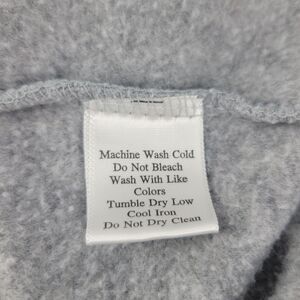 Machine Wash Cold
Do Not Bleach
Wash With Like
Colors
Tumble Dry Low
Cool Iron
Do Not Dry Clean